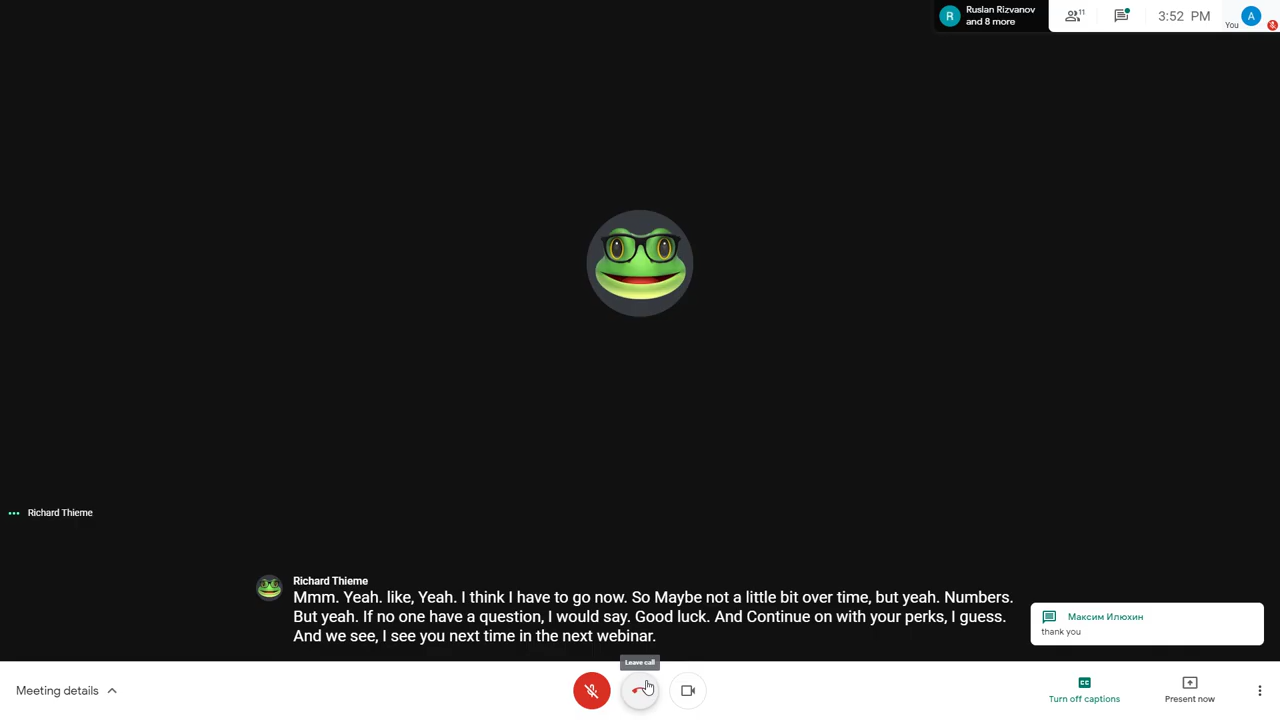 R
Ruslan Rizvanov
and 8 more
11
3:52 PM
You
A
Richard Thieme
Richard Thieme
Mmm. Yeah. like, Yeah. I think I have to go now. So Maybe not a little bit over time, but yeah. Numbers.
But yeah. If no one have a question, I would say. Good luck. And Continue on with your perks, I guess.
And we see, I see you next time in the next webinar.
Максим Илюхин
thank you
Leave call
Meeting details
CC
Turn off captions
Present now